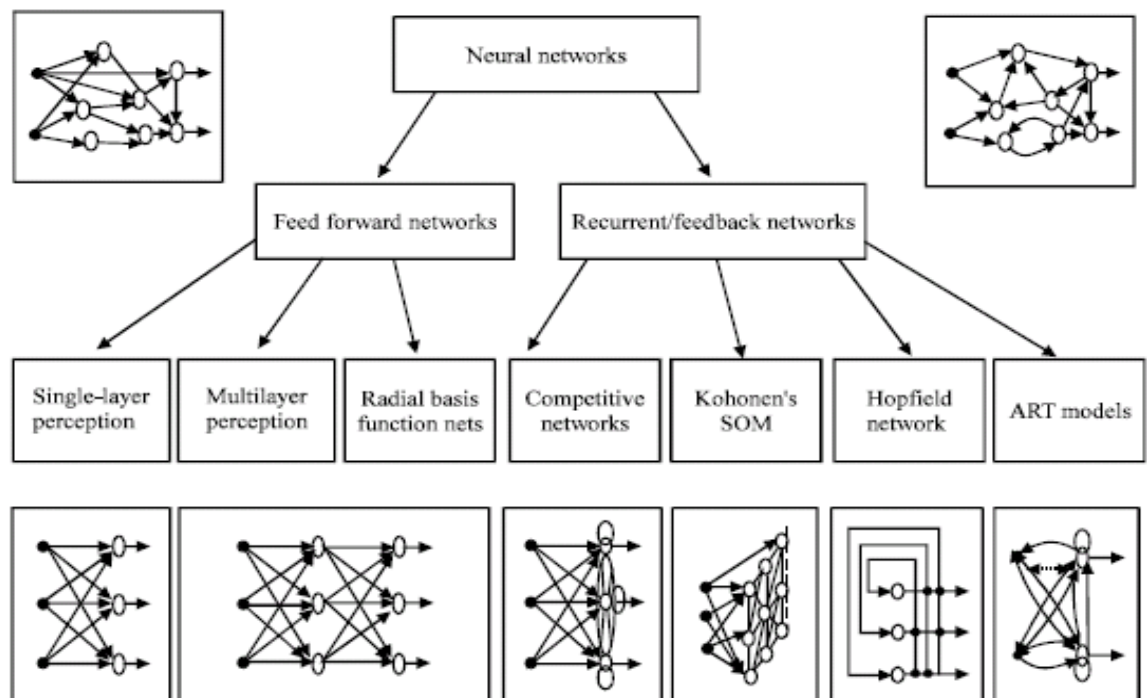 Neural networks
Feed forward networks
Recurrent/feedback networks
Single-layer
perception
Multilayer
perception
Radial basis
function nets
Competitive
networks
Kohonen's
SOM
Hopfield
network
ART models